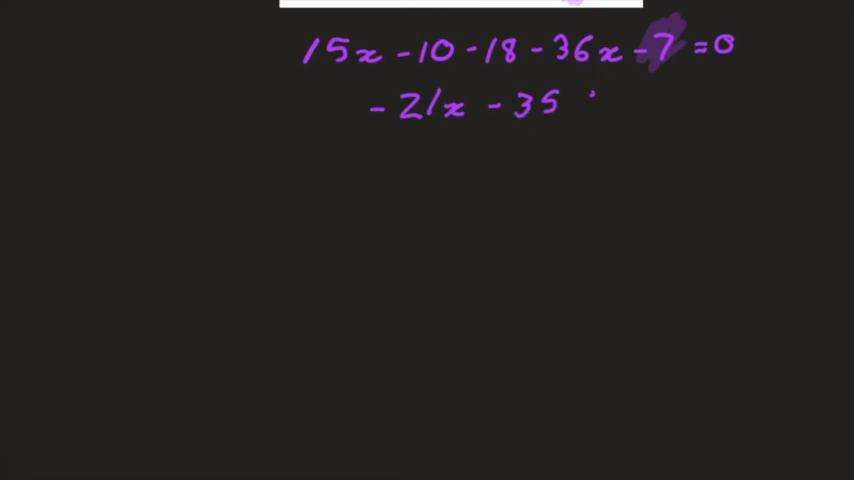 15x - 10 - 18 - 36x - 7 = 0
- 21x - 35